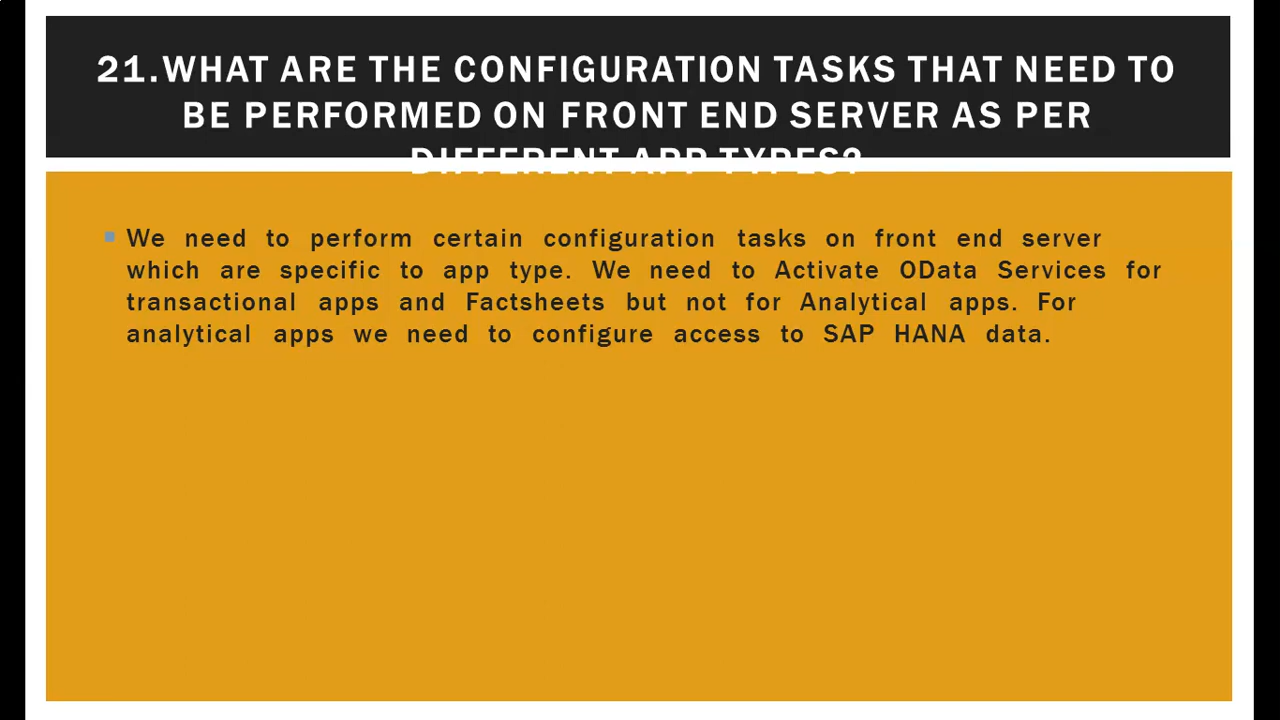 21.WHAT ARE THE CONFIGURATION TASKS THAT NEED TO
BE PERFORMED ON FRONT END SERVER AS PER
DIFFERENT APP TYPES?
We need to perform certain configuration tasks on front end server
which are specific to app type. We need to Activate OData Services for
transactional apps and Factsheets but not for Analytical apps. For
analytical apps we need to configure access to SAP HANA data.